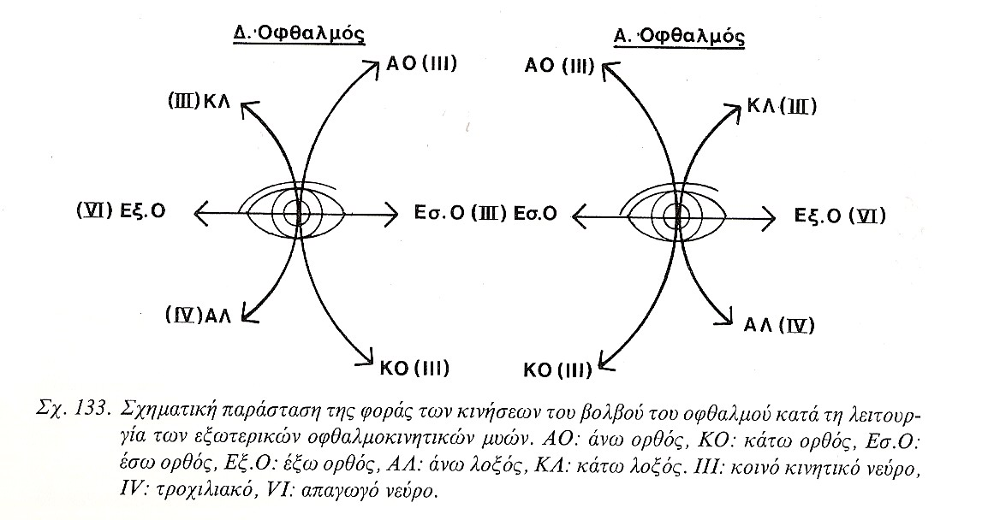 Δ. Οφθαλμός Α. Οφθαλμός
ΑΟ (III) ΑΟ (III)
(III) ΚΛ ΚΛ (III)
(VI) Εξ.Ο Εσ.Ο (III) Εσ.Ο Εξ.Ο (VI)
(IV) ΑΛ ΑΛ (IV)
ΚΟ (III) ΚΟ (III)
Σχ. 133. Σχηματική παράσταση της φοράς των κινήσεων του βολβού του οφθαλμού κατά τη λειτουρ-
γία των εξωτερικών οφθαλμοκινητικών μυών. ΑΟ: άνω ορθός, ΚΟ: κάτω ορθός, Εσ.Ο:
έσω ορθός, Εξ.Ο: έξω ορθός, ΑΛ: άνω λοξός, ΚΛ: κάτω λοξός. III: κοινό κινητικό νεύρο,
IV: τροχιλιακό, VI: απαγωγό νεύρο.